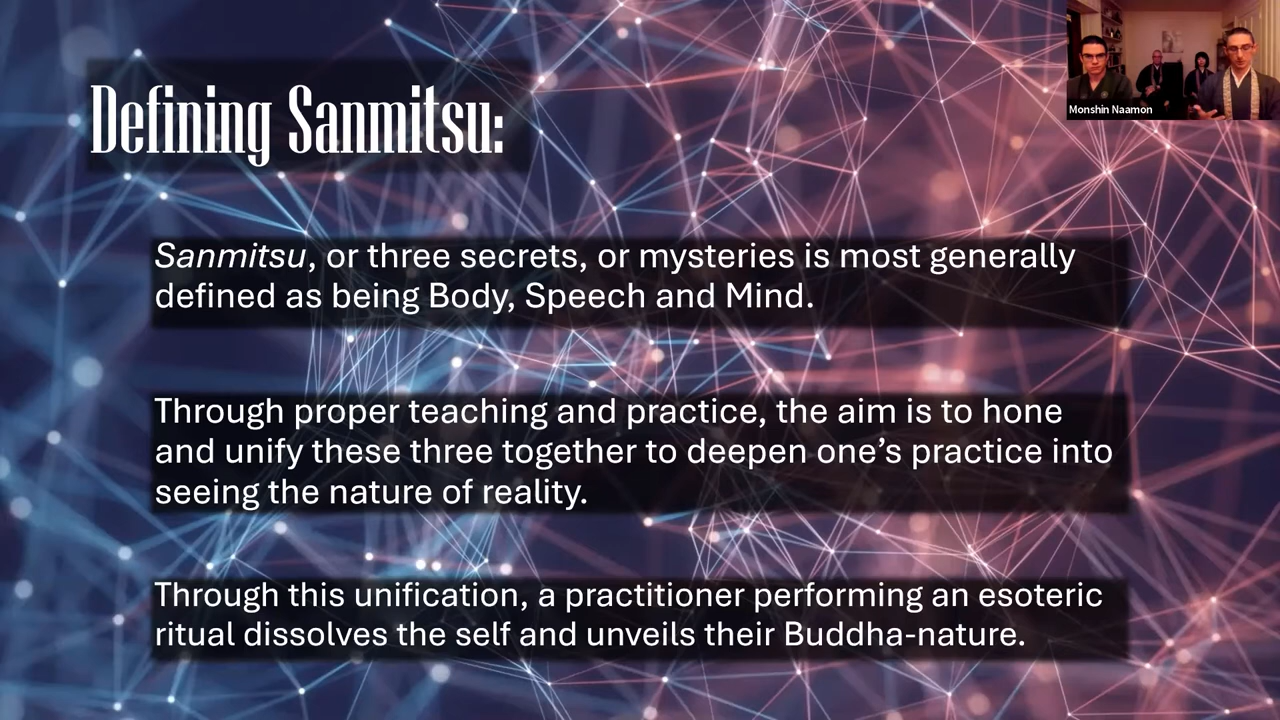 Defining Sanmitsu:
Monshin Naamon
Sanmitsu, or three secrets, or mysteries is most generally
defined as being Body, Speech and Mind.
Through proper teaching and practice, the aim is to hone
and unify these three together to deepen one’s practice into
seeing the nature of reality.
Through this unification, a practitioner performing an esoteric
ritual dissolves the self and unveils their Buddha-nature.